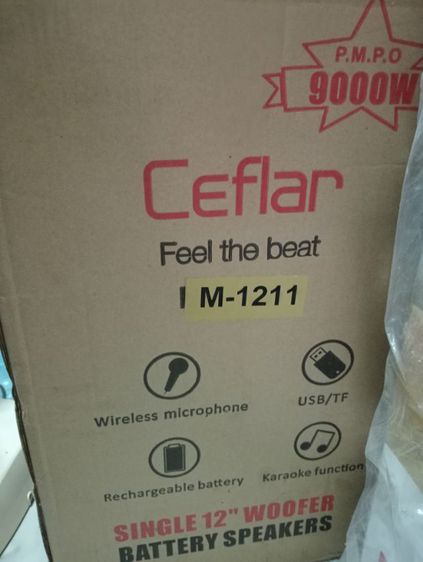 P.M.P.O
9000W
Ceflar
Feel the beat
M-1211
Wireless microphone
USB/TF
Rechargeable battery
Karaoke function
SINGLE 12" WOOFER
BATTERY SPEAKERS